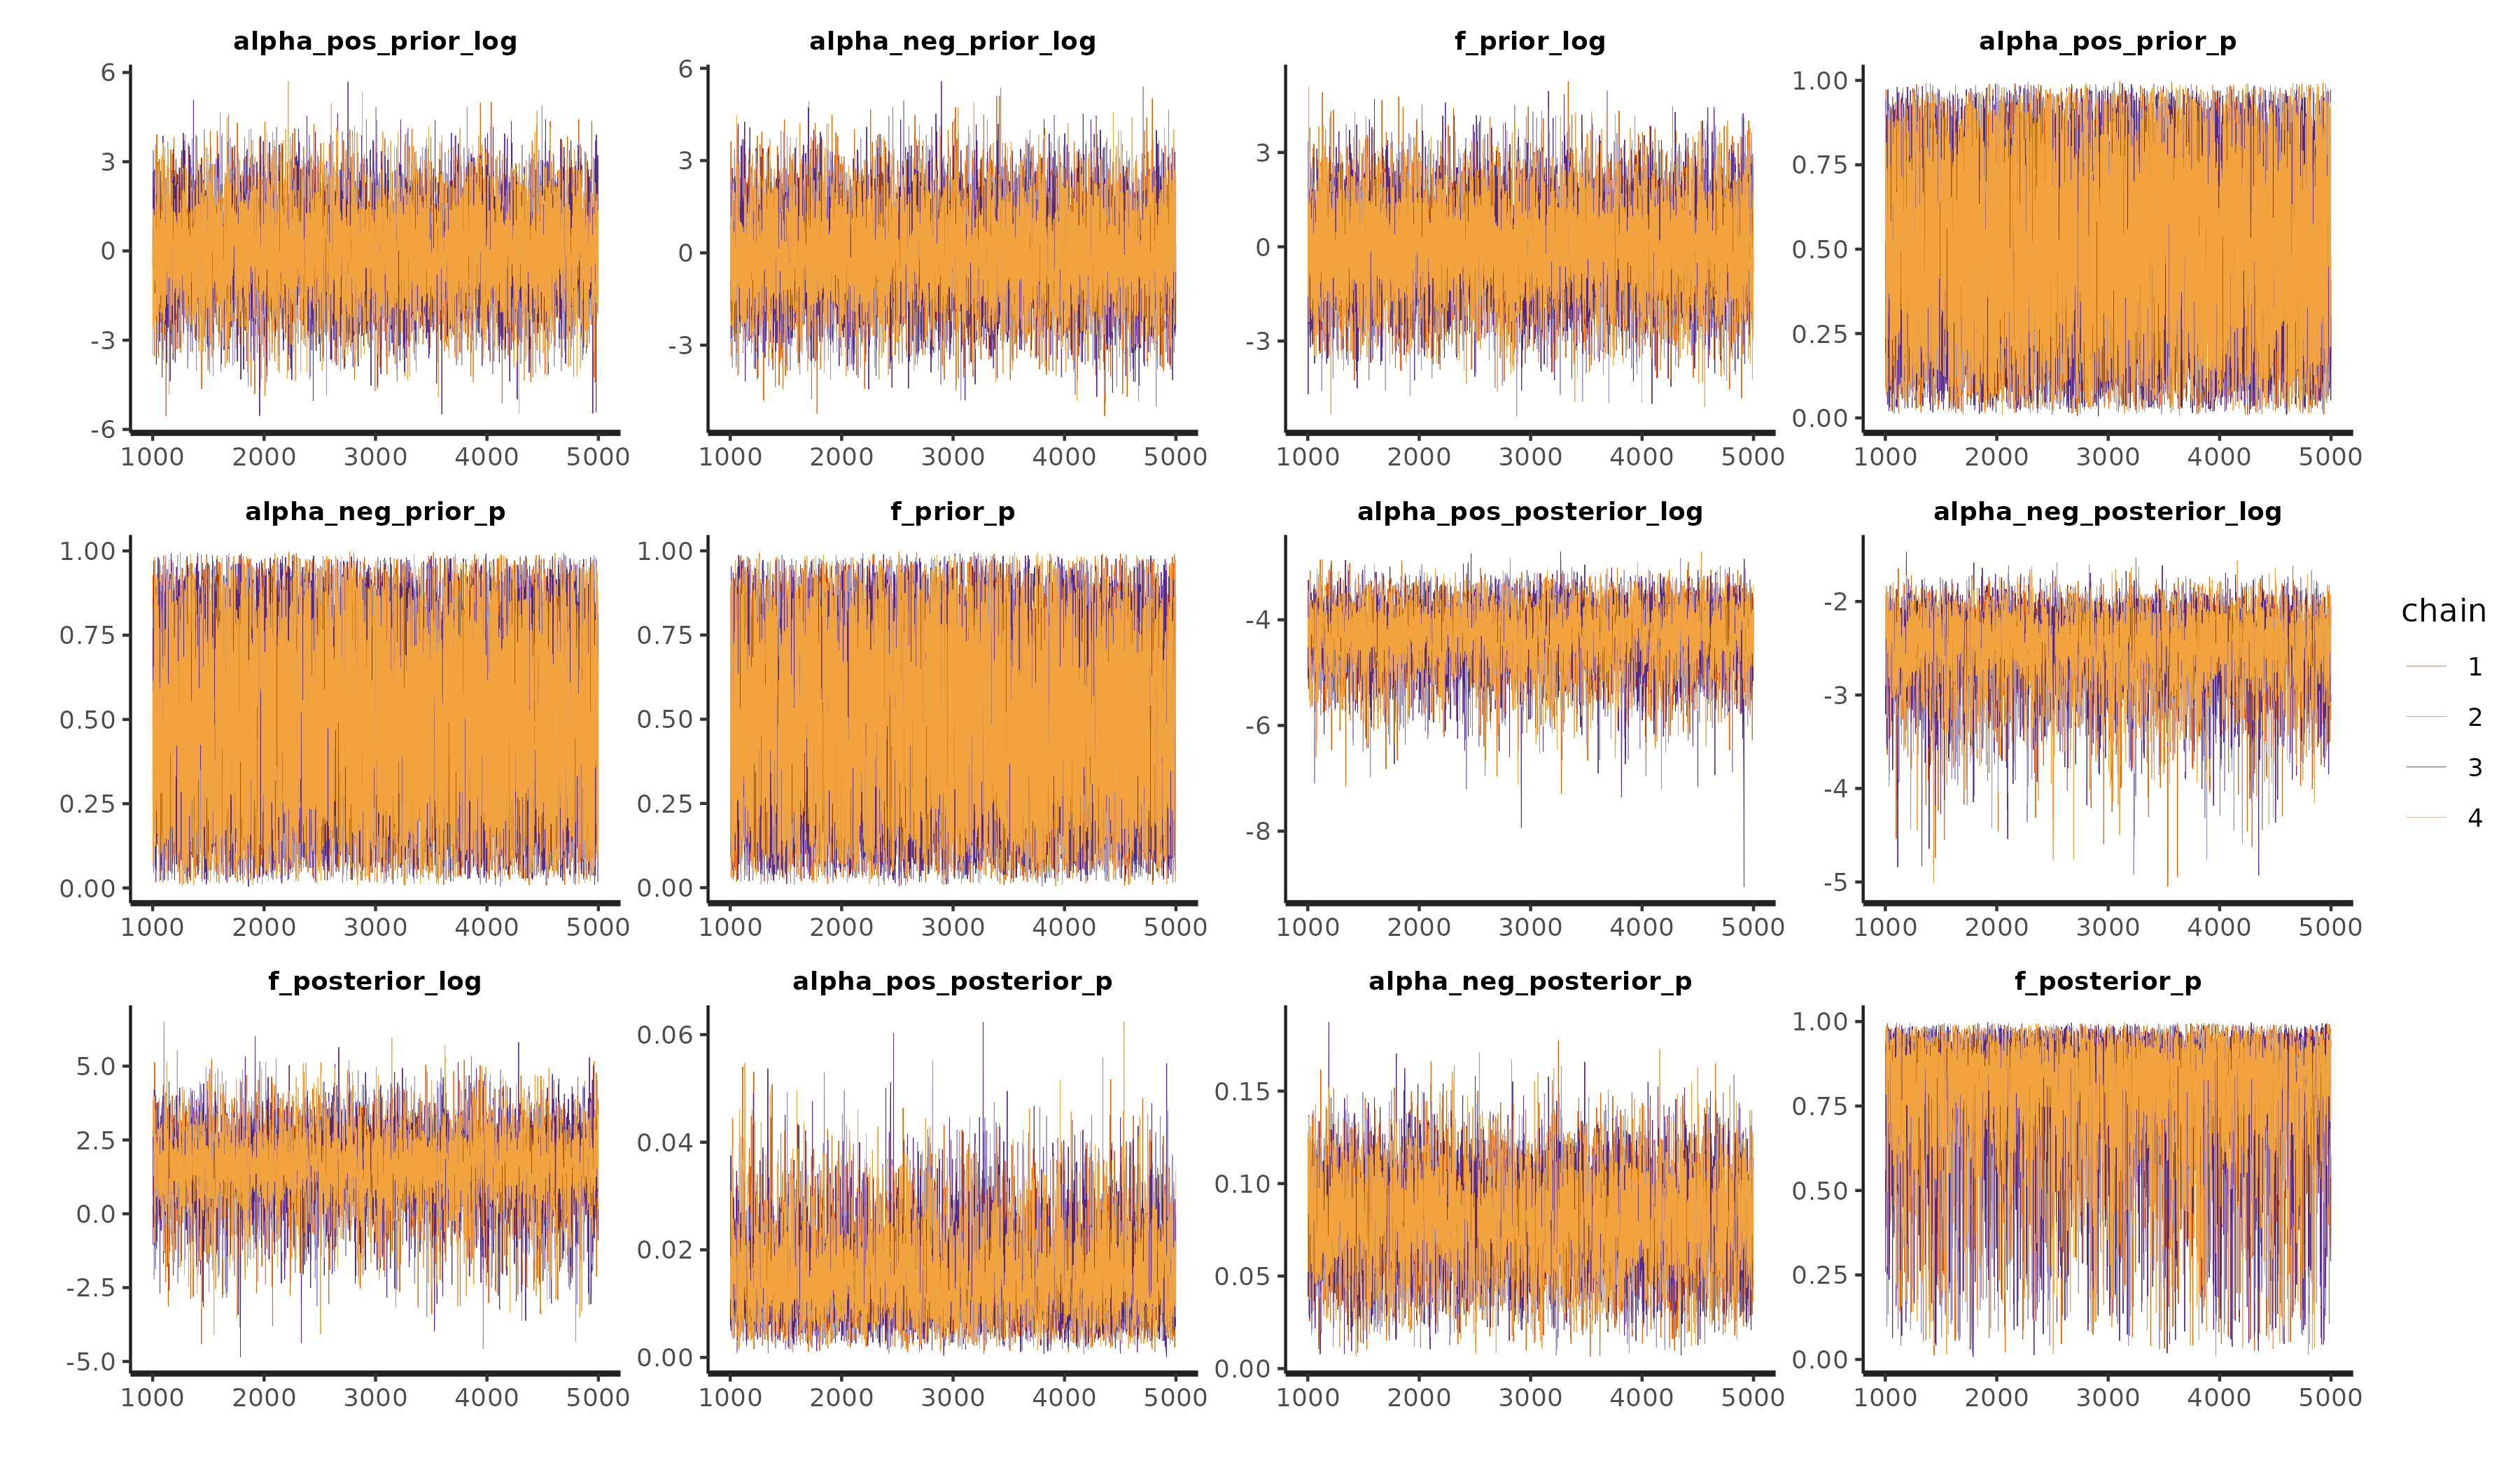 alpha_pos_prior_log
alpha_neg_prior_log
f_prior_log
alpha_pos_prior_p
6
3
0
-3
-6
1000 2000 3000 4000 5000
6
3
0
-3
1000 2000 3000 4000 5000
3
0
-3
1000 2000 3000 4000 5000
1.00
0.75
0.50
0.25
0.00
1000 2000 3000 4000 5000
alpha_neg_prior_p
f_prior_p
alpha_pos_posterior_log
alpha_neg_posterior_log
1.00
0.75
0.50
0.25
0.00
1000 2000 3000 4000 5000
1.00
0.75
0.50
0.25
0.00
1000 2000 3000 4000 5000
-4
-6
-8
1000 2000 3000 4000 5000
-2
-3
-4
-5
1000 2000 3000 4000 5000
chain
1
2
3
4
f_posterior_log
alpha_pos_posterior_p
alpha_neg_posterior_p
f_posterior_p
5.0
2.5
0.0
-2.5
-5.0
1000 2000 3000 4000 5000
0.06
0.04
0.02
0.00
1000 2000 3000 4000 5000
0.15
0.10
0.05
0.00
1000 2000 3000 4000 5000
1.00
0.75
0.50
0.25
0.00
1000 2000 3000 4000 5000